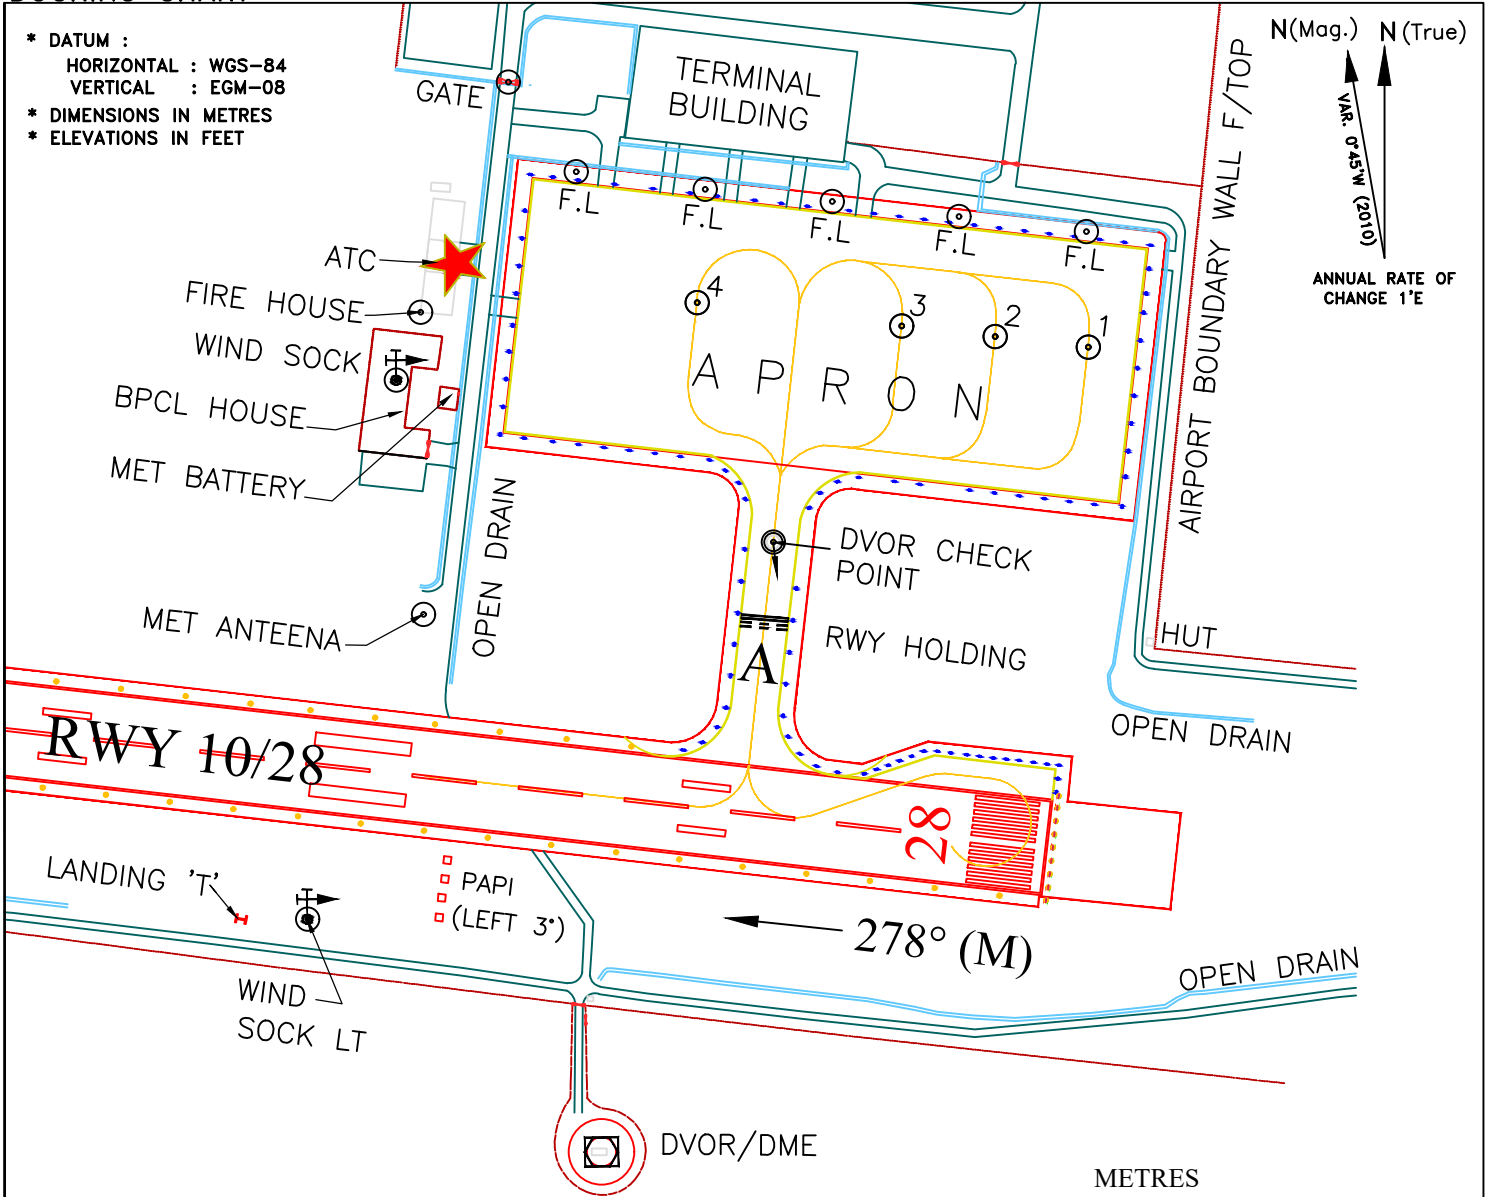 * DATUM :
HORIZONTAL : WGS-84
VERTICAL : EGM-08
* DIMENSIONS IN METRES
* ELEVATIONS IN FEET
GATE
TERMINAL
BUILDING
N(Mag.)
N(True)
VAR. 0°45'W (2010)
ANNUAL RATE OF
CHANGE 1'E
AIRPORT BOUNDARY WALL F/TOP
F.L
F.L
F.L
F.L
F.L
ATC
FIRE HOUSE
WIND SOCK
BPCL HOUSE
MET BATTERY
4
3
2
1
APRON
OPEN DRAIN
DVOR CHECK
POINT
MET ANTEENA
RWY HOLDING
A
HUT
OPEN DRAIN
RWY 10/28
28
LANDING 'T'
PAPI
(LEFT 3°)
278° (M)
WIND
SOCK LT
OPEN DRAIN
DVOR/DME
METRES